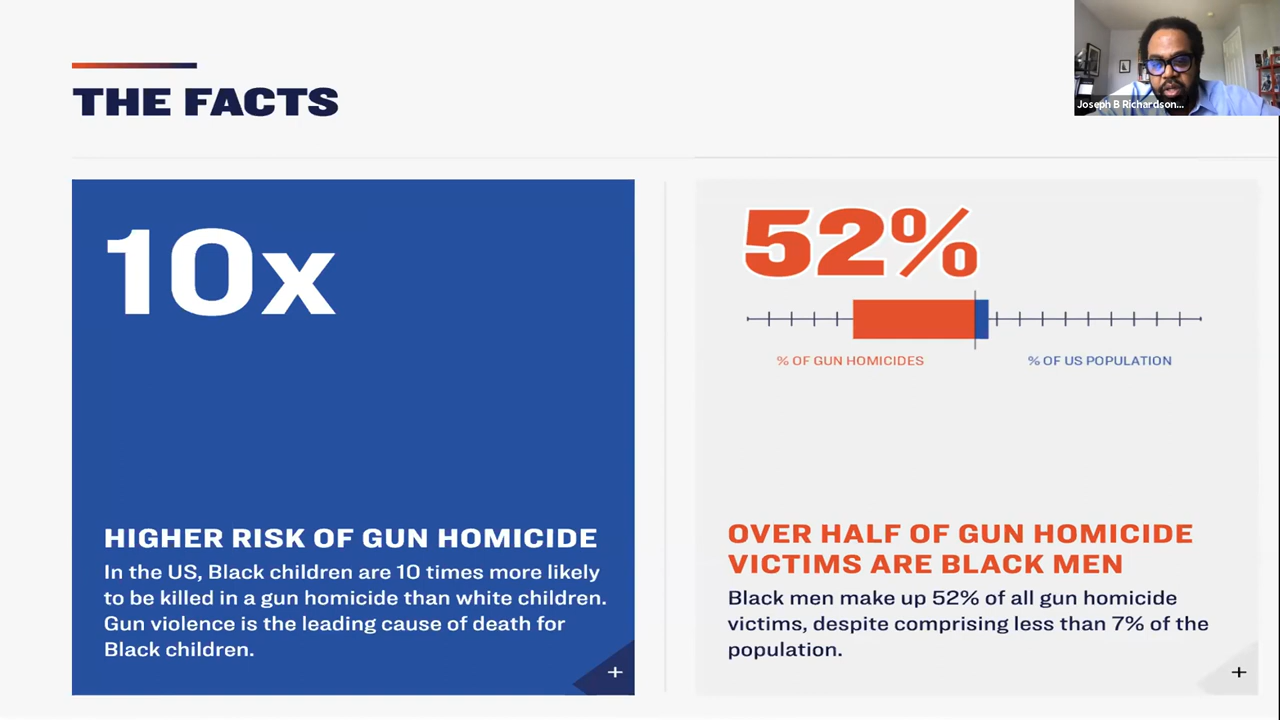 THE FACTS
Joseph B Richardson...
10x
HIGHER RISK OF GUN HOMICIDE
In the US, Black children are 10 times more likely
to be killed in a gun homicide than white children.
Gun violence is the leading cause of death for
Black children.
+
52%
% OF GUN HOMICIDES
% OF US POPULATION
OVER HALF OF GUN HOMICIDE
VICTIMS ARE BLACK MEN
Black men make up 52% of all gun homicide
victims, despite comprising less than 7% of the
population.
+